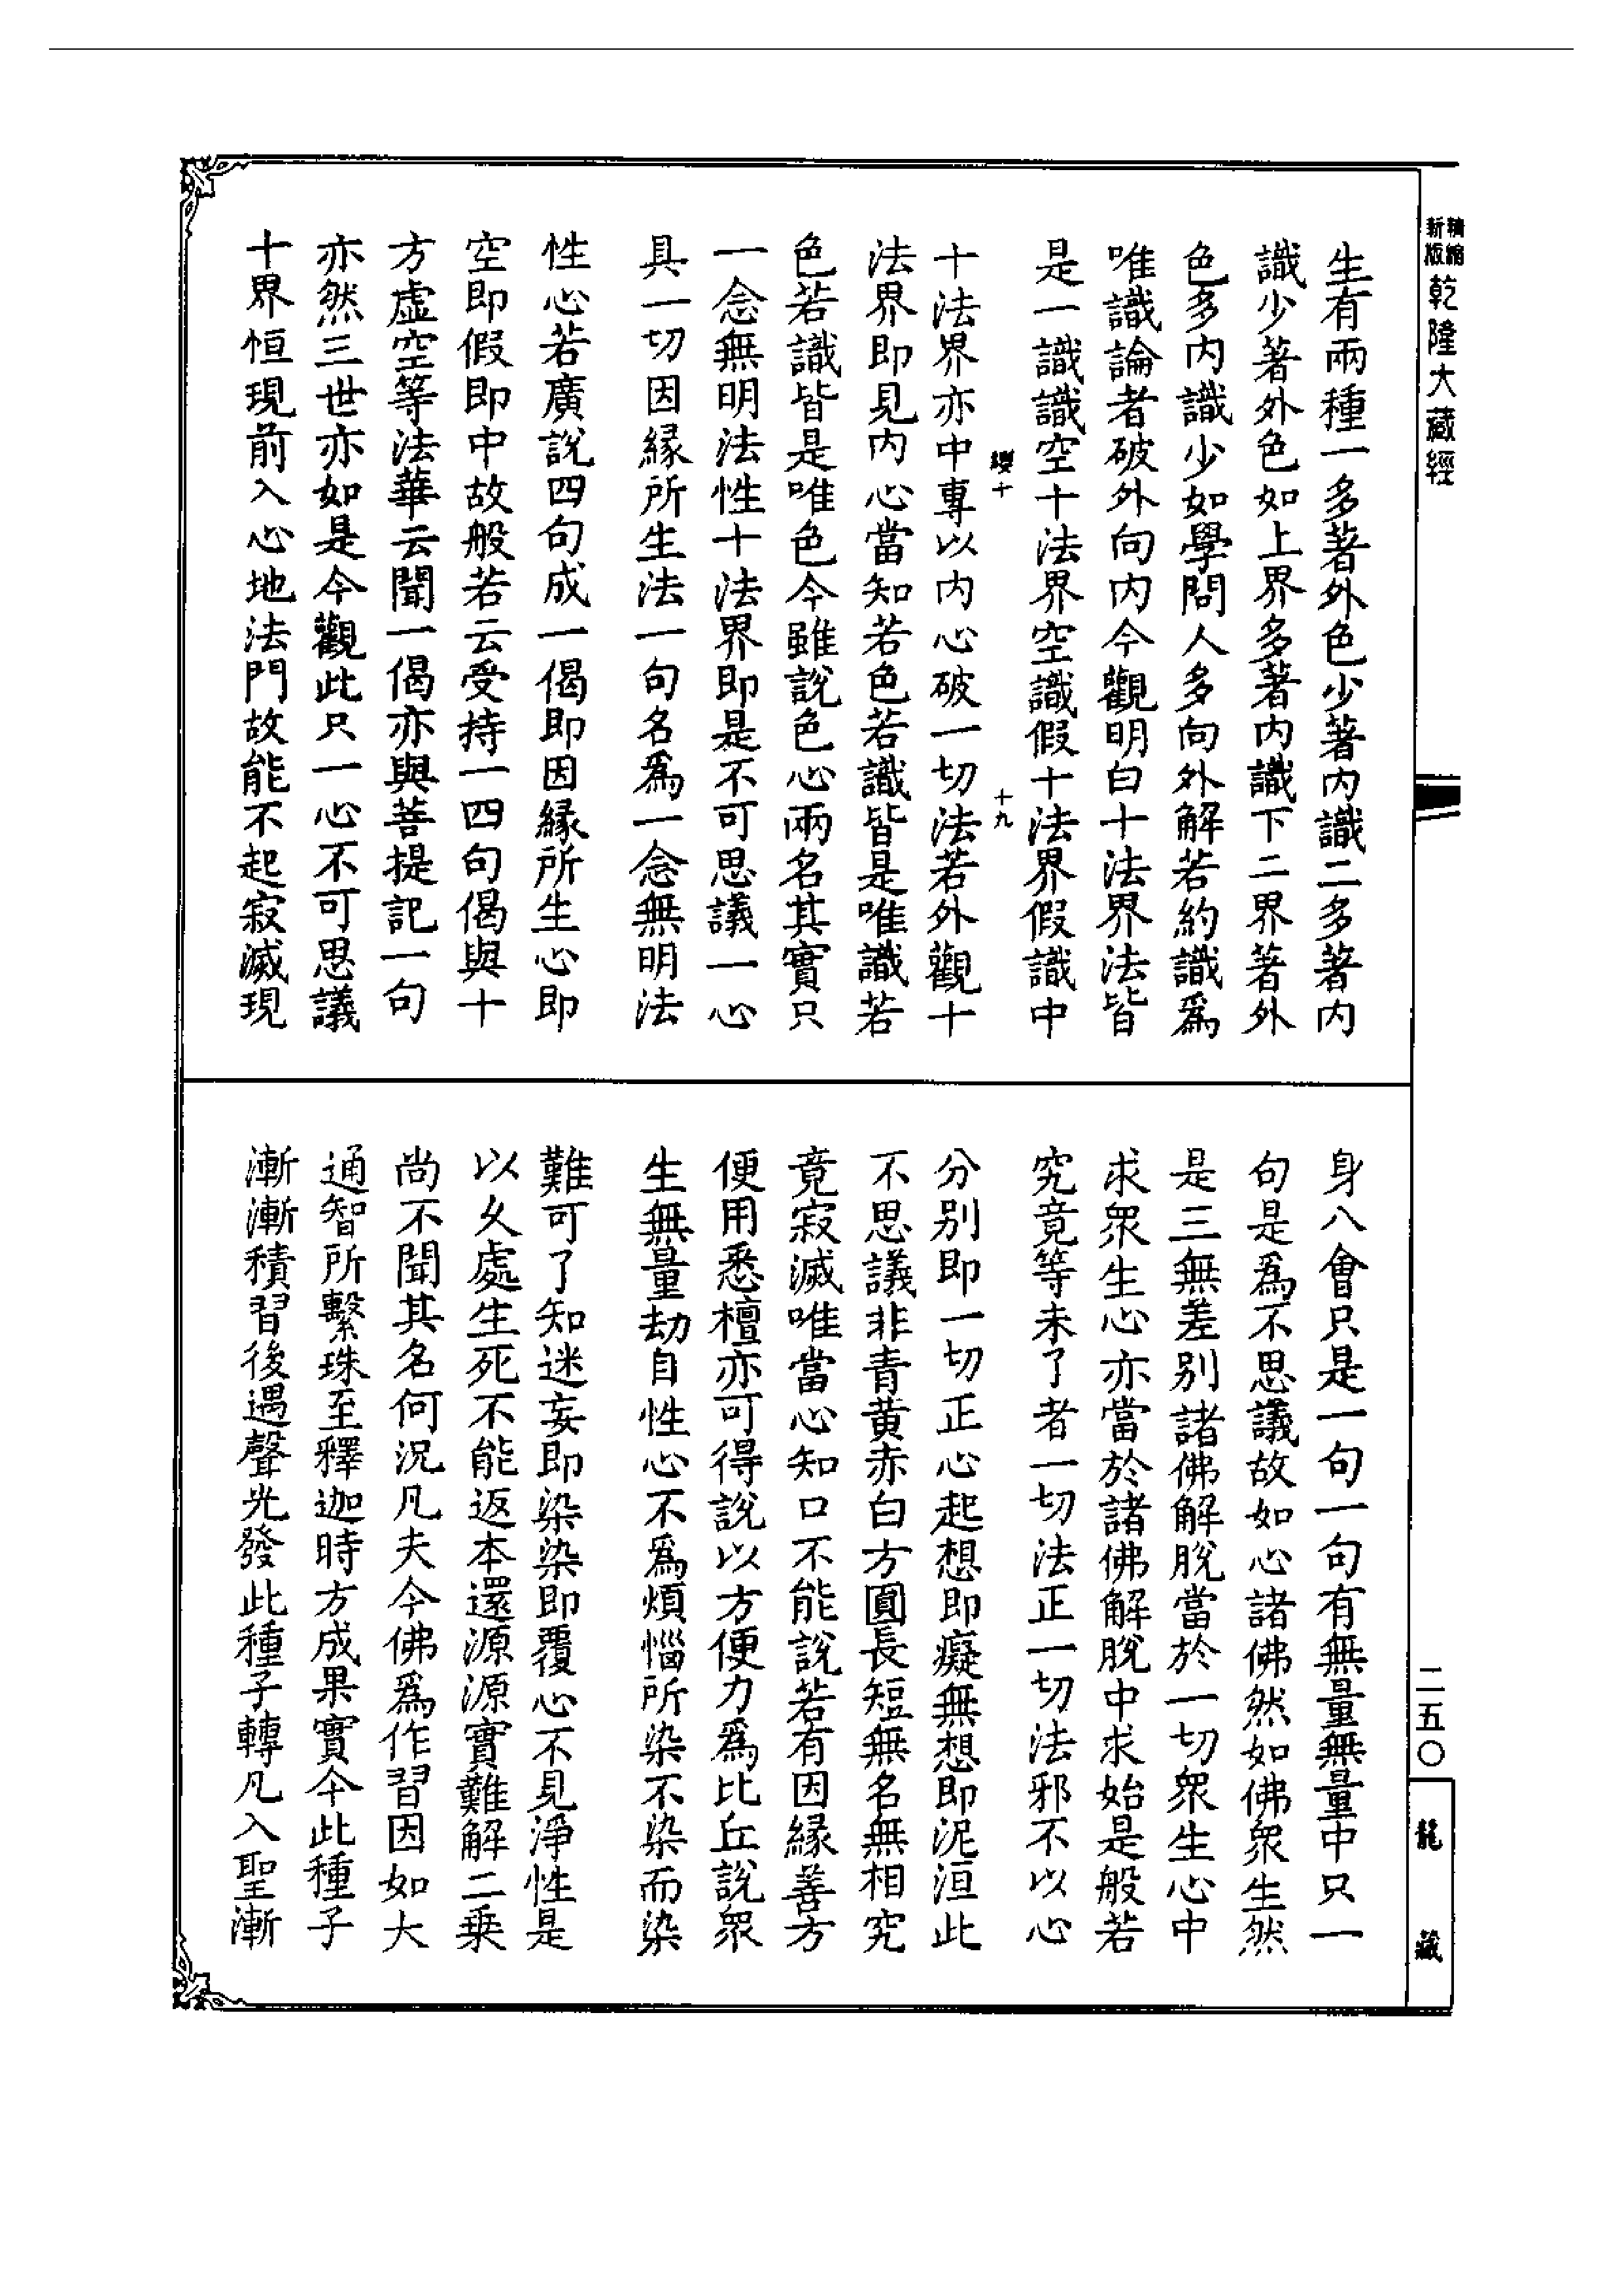 精縮新版乾隆大藏經
生有兩種一多著外色少著內識二多著內
識少著外色如上界多著內識下二界著外
色多內識少如學問人多向外解若約識爲
唯識論者破外向內今觀明白十法界法皆
是一識識空十法界空識假十法界假識中
纓十
十九
十法界亦中專以內心破一切法若外觀十
法界即見內心當知若色若識皆是唯識若
色若識皆是唯色今雖說色心兩名其實只
一念無明法性十法界即是不可思議一心
具一切因緣所生法一句名爲一念無明法
性心若廣說四句成一偈即因緣所生心即
空即假即中故般若云受持一四句偈與十
方虛空等法華云聞一偈亦與菩提記一句
亦然三世亦如是今觀此只一心不可思議
十界恒現前入心地法門故能不起寂滅現
身八會只是一句一句有無量無量中只一
句是爲不思議故如心諸佛然如佛眾生然
是三無差別諸佛解脫當於一切眾生心中
求眾生心亦當於諸佛解脫中求始是般若
究竟等未了者一切法正一切法邪不以心
分別即一切正心起想即癡無想即泥洹此
不思議非青黃赤白方圓長短無名無相究
竟寂滅唯當心知口不能說若有因緣善方
便用悉檀亦可得說以方便力爲比丘說眾
生無量劫自性心不爲煩惱所染不染而染
難可了知迷妄即染染即覆心不見淨性是
以久處生死不能返本還源源實難解二乘
尚不聞其名何況凡夫今佛爲作習因如大
通智所繫珠至釋迦時方成果實今此種子
漸漸積習後遇聲光發此種子轉凡入聖漸
二五〇
龍藏